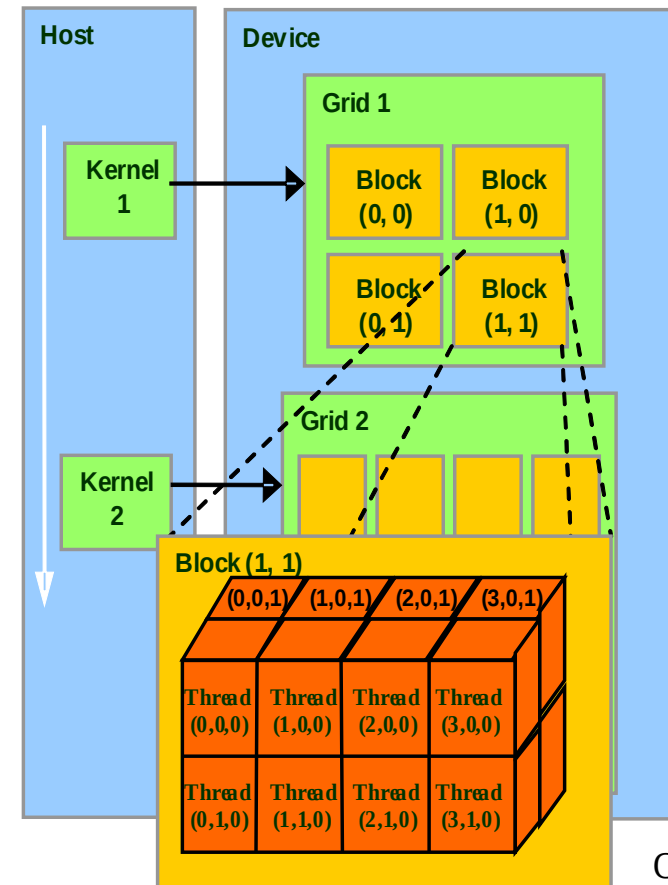 Host
Device
Grid 1
Kernel
1
Block
(0, 0)
Block
(1, 0)
Block
(0, 1)
Block
(1, 1)
Grid 2
Kernel
2
Block (1, 1)
(0,0,1) (1,0,1) (2,0,1) (3,0,1)
Thread
(0,0,0)
Thread
(1,0,0)
Thread
(2,0,0)
Thread
(3,0,0)
Thread
(0,1,0)
Thread
(1,1,0)
Thread
(2,1,0)
Thread
(3,1,0)